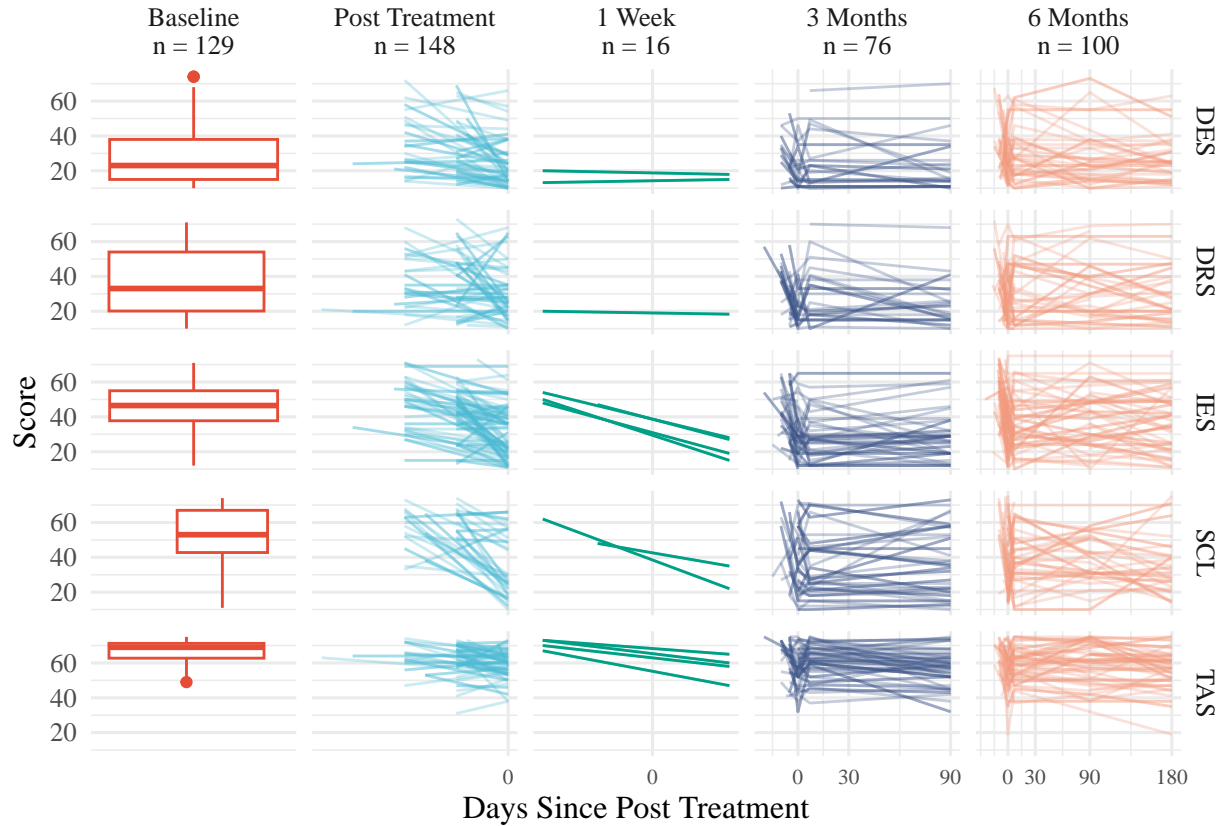 Baseline
n = 129
Post Treatment
n = 148
1 Week
n = 16
3 Months
n = 76
6 Months
n = 100
Score
60
40
20
DES
60
40
20
DRS
60
40
20
IES
60
40
20
SCL
60
40
20
TAS
0
0
0 30 90
0 30 90 180
Days Since Post Treatment